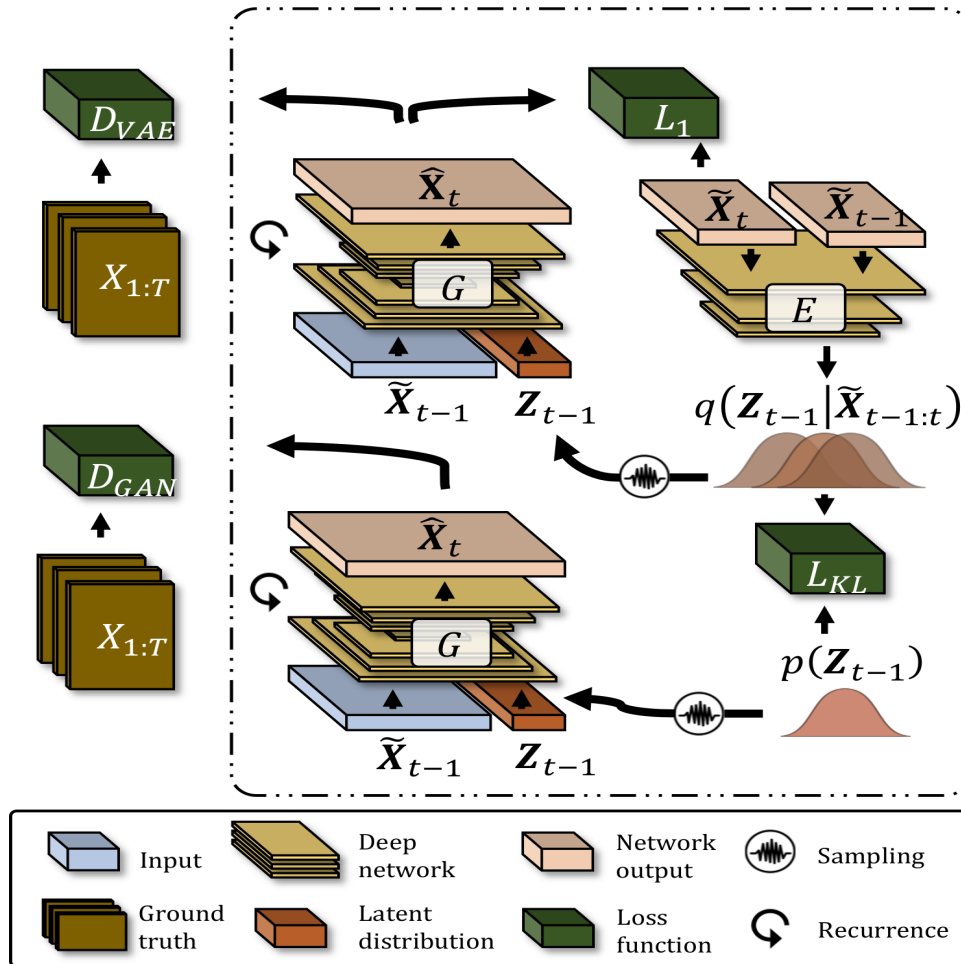 D_{VAE}
L_1
X̂_t
X̃_t
X̃_{t−1}
X_{1:T}
G
E
X̃_{t−1}
Z_{t−1}
q(Z_{t−1}|X̃_{t−1:t})
D_{GAN}
X̂_t
L_{KL}
X_{1:T}
G
p(Z_{t−1})
X̃_{t−1}
Z_{t−1}
Input
Deep
network
Network
output
Sampling
Ground
truth
Latent
distribution
Loss
function
Recurrence